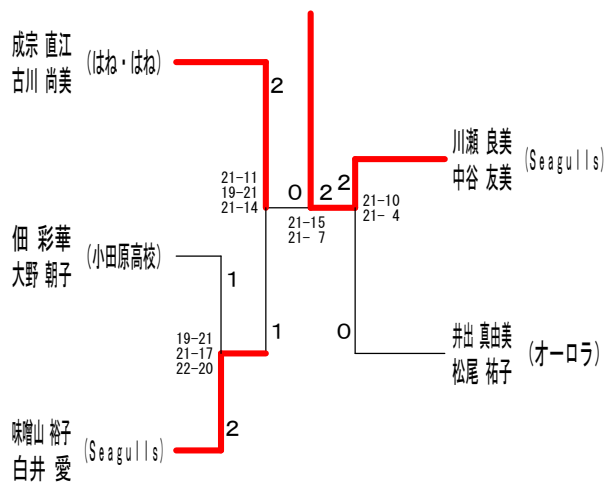 成宗 直江
古川 尚美
(はね・はね)
2
21-11
19-21
21-14
0
2
21-15
21- 7
2
21-10
21- 4
川瀬 良美
中谷 友美
(Seagulls)
佃 彩華
大野 朝子
(小田原高校)
1
19-21
21-17
22-20
1
0
井出 真由美
松尾 祐子
(オーロラ)
味噌山 裕子
白井 愛
(Seagulls)
2